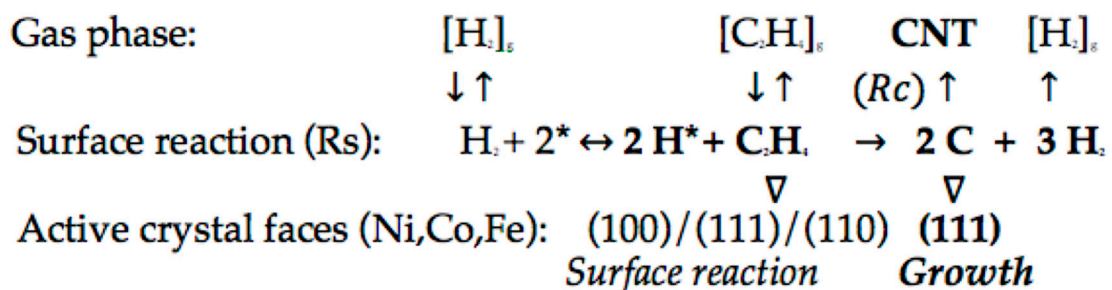 Gas phase: [H₂]g [C₂H₄]g CNT [H₂]g
↓↑ ↓↑ (Rc) ↑ ↑
Surface reaction (Rs): H₂ + 2* ↔ 2 H* + C₂H₄ → 2 C + 3 H₂
∇ ∇
Active crystal faces (Ni,Co,Fe): (100)/(111)/(110) (111)
Surface reaction Growth